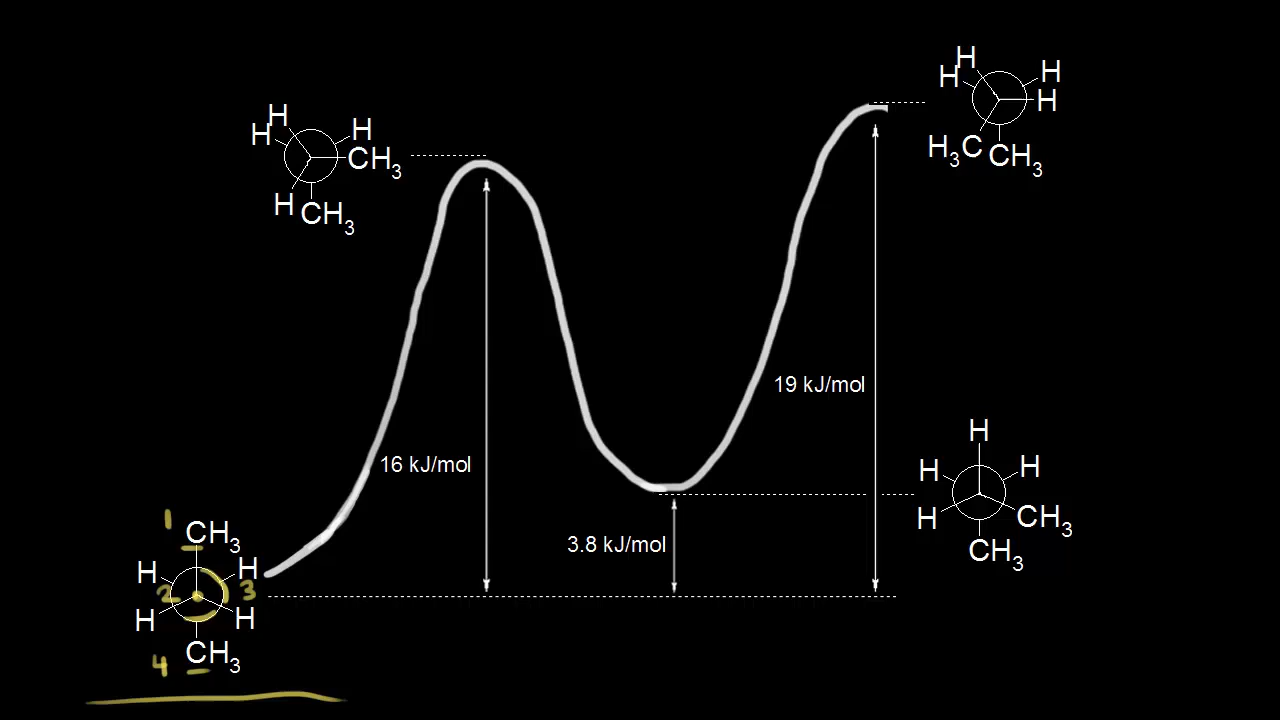 H
H H
CH3
H
CH3
H
H H
H
H3C CH3
19 kJ/mol
16 kJ/mol
3.8 kJ/mol
H
H H
H
CH3
CH3
1
CH3
H H
2 3
H H
4 CH3